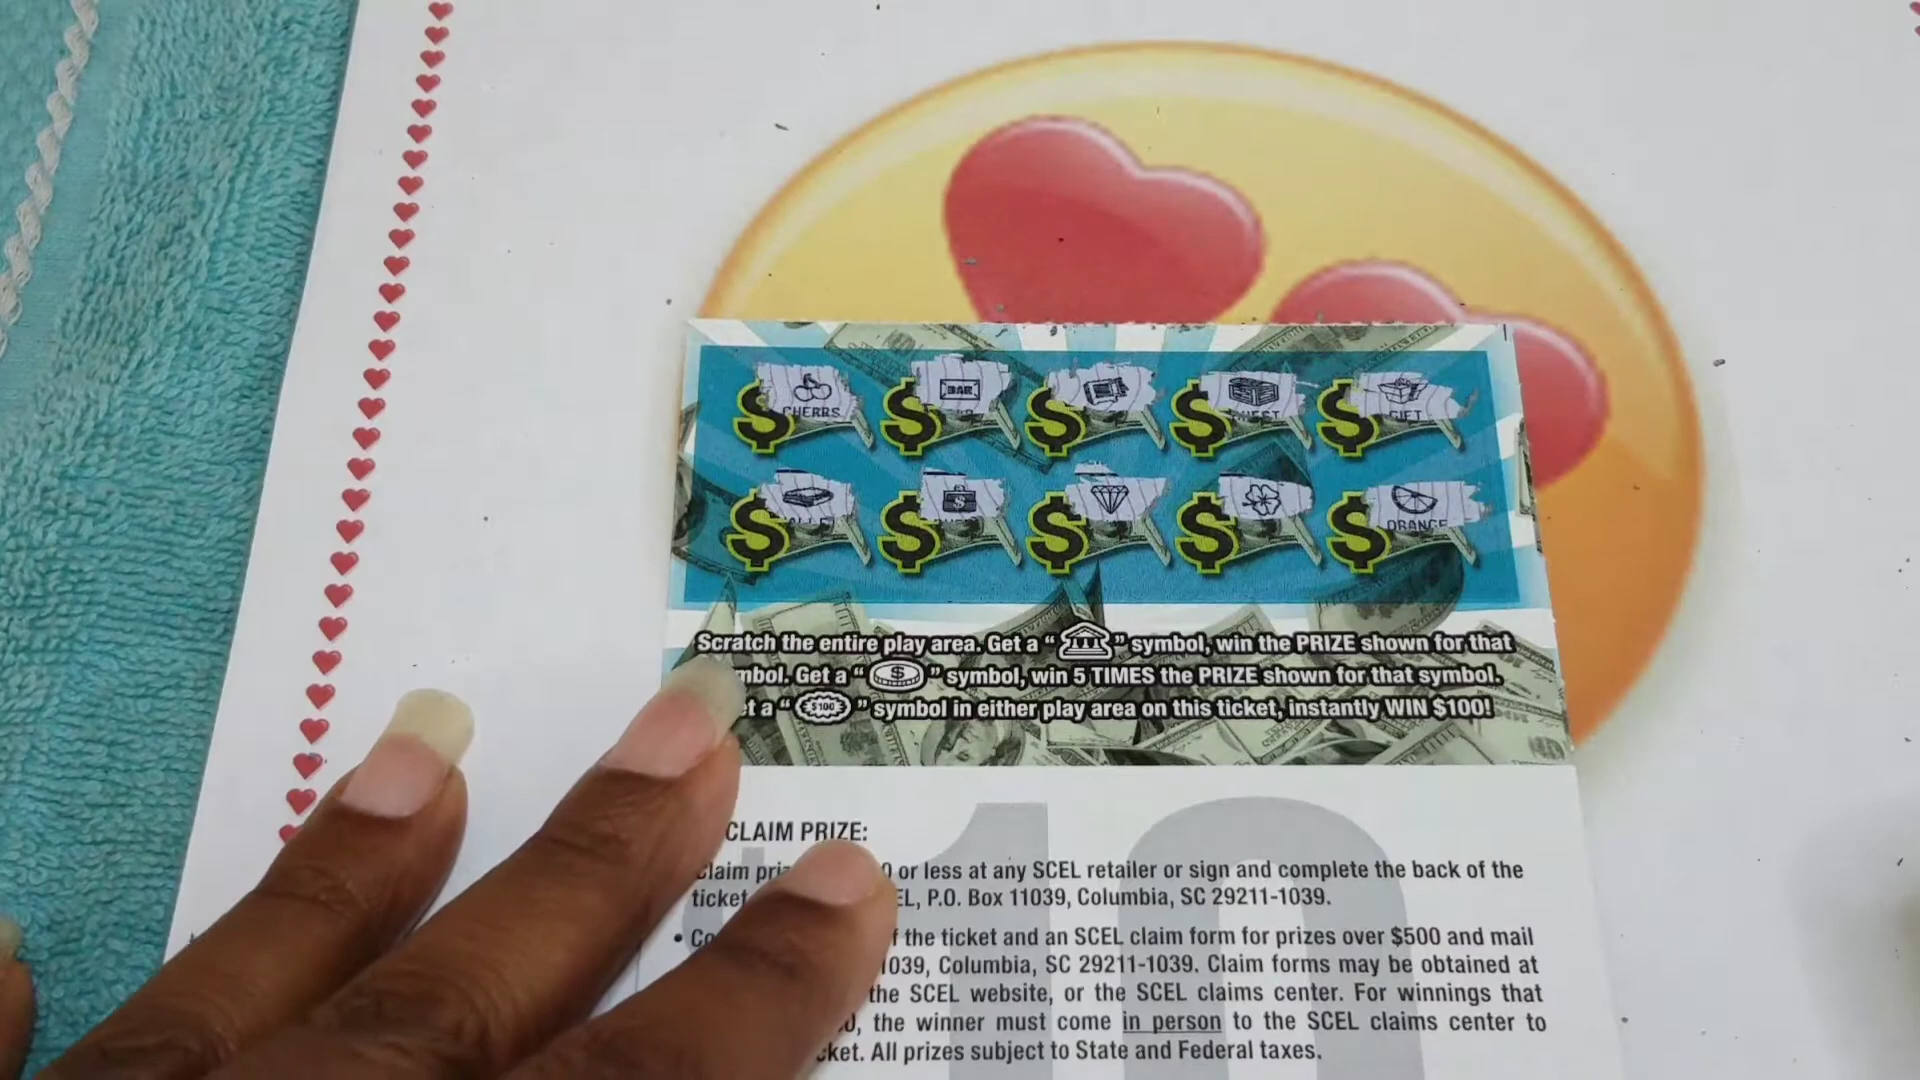 CHERRS
BAR
GIFT
ORANGE
Scratch the entire play area. Get a " " symbol, win the PRIZE shown for that
Get a "$" symbol, win 5 TIMES the PRIZE shown for that symbol.
a "$100" symbol in either play area on this ticket, instantly WIN $100!
CLAIM PRIZE:
or less at any SCEL retailer or sign and complete the back of the
ticket P.O. Box 11039, Columbia, SC 29211-1039.
• the ticket and an SCEL claim form for prizes over $500 and mail
Columbia, SC 29211-1039. Claim forms may be obtained at
the SCEL website, or the SCEL claims center. For winnings that
the winner must come in person to the SCEL claims center to
All prizes subject to State and Federal taxes.